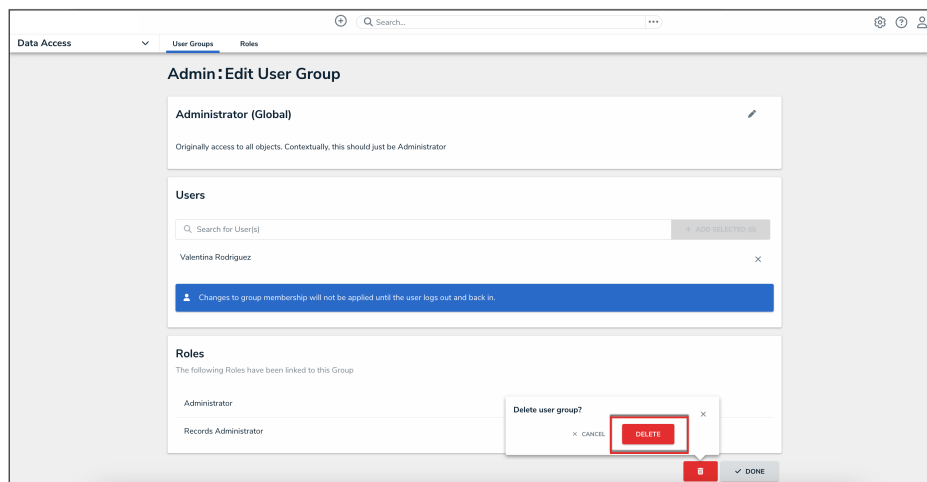 Search...
Data Access
User Groups
Roles
Admin:Edit User Group
Administrator (Global)
Originally access to all objects. Contextually, this should just be Administrator
Users
Search for User(s)
+ ADD SELECTED (0)
Valentina Rodriguez
Changes to group membership will not be applied until the user logs out and back in.
Roles
The following Roles have been linked to this Group
Administrator
Records Administrator
Delete user group?
× CANCEL
DELETE
DONE